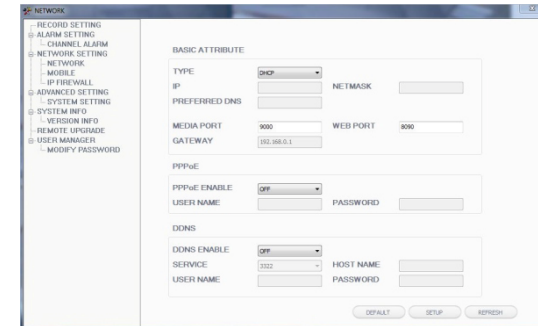 NETWORK
RECORD SETTING
ALARM SETTING
CHANNEL ALARM
NETWORK SETTING
NETWORK
MOBILE
IP FIREWALL
ADVANCED SETTING
SYSTEM SETTING
SYSTEM INFO
VERSION INFO
REMOTE UPGRADE
USER MANAGER
MODIFY PASSWORD
BASIC ATTRIBUTE
TYPE DHCP
IP NETMASK
PREFERRED DNS
MEDIA PORT 9000 WEB PORT 8090
GATEWAY 192.168.0.1
PPPoE
PPPoE ENABLE OFF
USER NAME PASSWORD
DDNS
DDNS ENABLE OFF
SERVICE 3322 HOST NAME
USER NAME PASSWORD
DEFAULT SETUP REFRESH